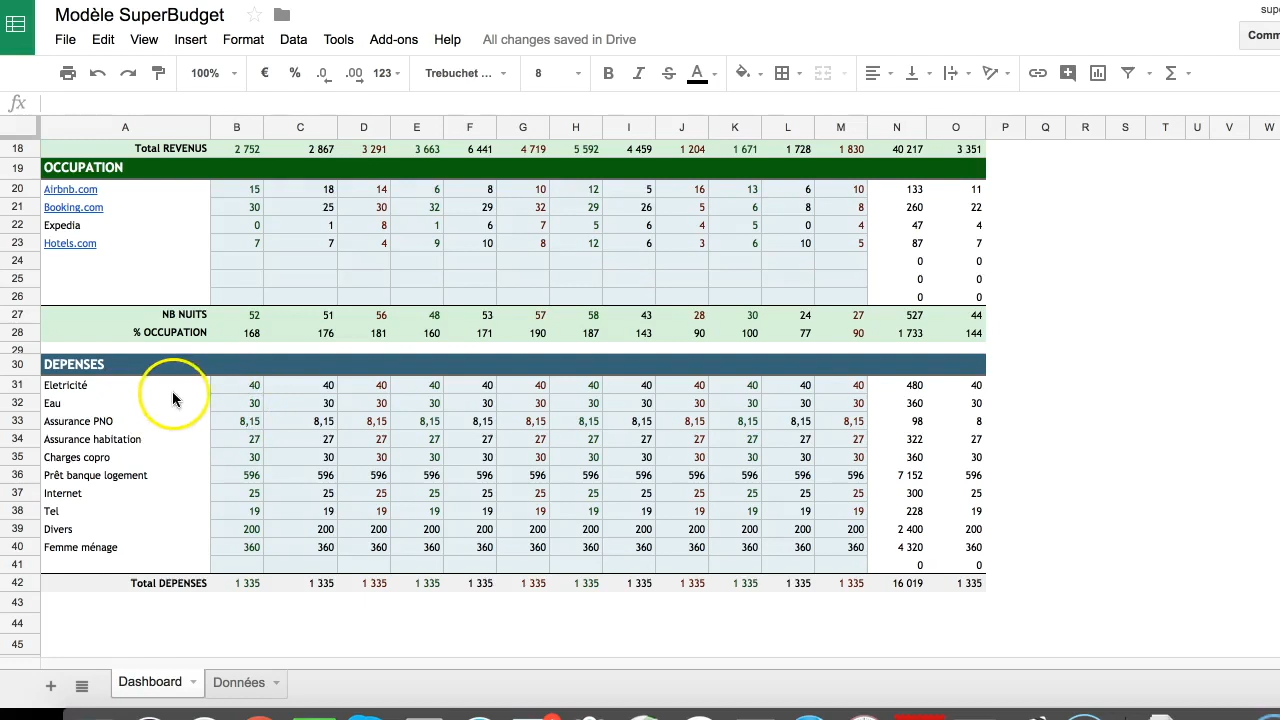 Modèle SuperBudget
File Edit View Insert Format Data Tools Add-ons Help All changes saved in Drive
Comm
100% € % .0 .00 123 Trebuchet ... 8 B I S A Σ
fx
A B C D E F G H I J K L M N O P Q R S T U V W
18 Total REVENUS 2 752 2 867 3 291 3 663 6 441 4 719 5 592 4 459 1 204 1 671 1 728 1 830 40 217 3 351
19 OCCUPATION
20 Airbnb.com 15 18 14 6 8 10 12 5 16 13 6 10 133 11
21 Booking.com 30 25 30 32 29 32 29 26 5 6 8 8 260 22
22 Expedia 0 1 8 1 6 7 5 6 4 5 0 4 47 4
23 Hotels.com 7 7 4 9 10 8 12 6 3 6 10 5 87 7
24 0 0
25 0 0
26 0 0
27 NB NUITS 52 51 56 48 53 57 58 43 28 30 24 27 527 44
28 % OCCUPATION 168 176 181 160 171 190 187 143 90 100 77 90 1 733 144
29
30 DEPENSES
31 Eletricité 40 40 40 40 40 40 40 40 40 40 40 40 480 40
32 Eau 30 30 30 30 30 30 30 30 30 30 30 30 360 30
33 Assurance PNO 8,15 8,15 8,15 8,15 8,15 8,15 8,15 8,15 8,15 8,15 8,15 8,15 98 8
34 Assurance habitation 27 27 27 27 27 27 27 27 27 27 27 27 322 27
35 Charges copro 30 30 30 30 30 30 30 30 30 30 30 30 360 30
36 Prêt banque logement 596 596 596 596 596 596 596 596 596 596 596 596 7 152 596
37 Internet 25 25 25 25 25 25 25 25 25 25 25 25 300 25
38 Tel 19 19 19 19 19 19 19 19 19 19 19 19 228 19
39 Divers 200 200 200 200 200 200 200 200 200 200 200 200 2 400 200
40 Femme ménage 360 360 360 360 360 360 360 360 360 360 360 360 4 320 360
41 0 0
42 Total DEPENSES 1 335 1 335 1 335 1 335 1 335 1 335 1 335 1 335 1 335 1 335 1 335 1 335 16 019 1 335
43
44
45
Dashboard Données